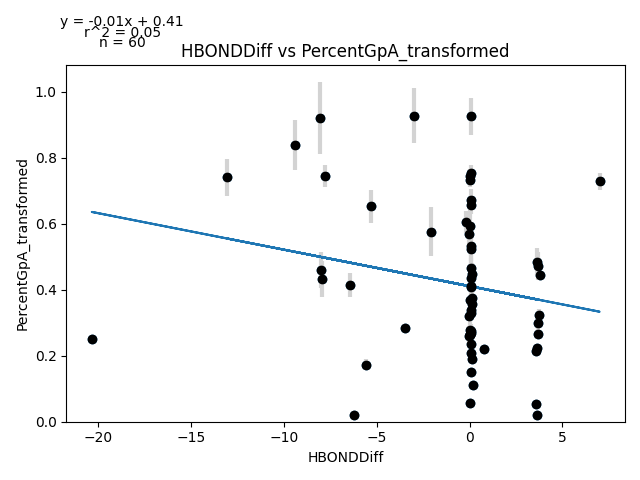 y = -0.01x + 0.41
r^2 = 0.05
n = 60
HBONDDiff vs PercentGpA_transformed
1.0
0.8
0.6
0.4
0.2
0.0
PercentGpA_transformed
−20
−15
−10
−5
0
5
HBONDDiff